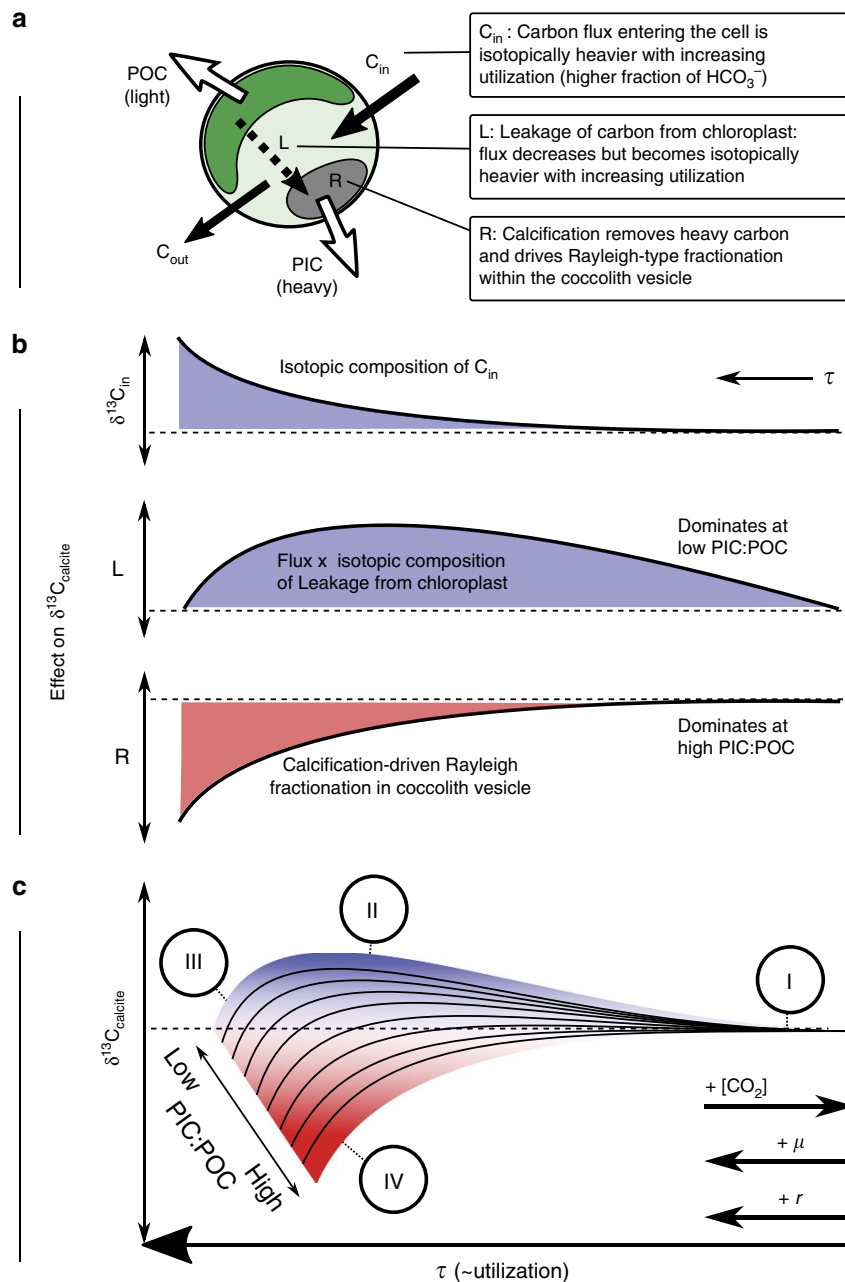 a
POC
(light)
C_in
L
R
C_out
PIC
(heavy)
C_in : Carbon flux entering the cell is
isotopically heavier with increasing
utilization (higher fraction of HCO₃⁻)
L: Leakage of carbon from chloroplast:
flux decreases but becomes isotopically
heavier with increasing utilization
R: Calcification removes heavy carbon
and drives Rayleigh-type fractionation
within the coccolith vesicle
b
Effect on δ¹³C_calcite
δ¹³C_in
Isotopic composition of C_in
τ
L
Flux x isotopic composition
of Leakage from chloroplast
Dominates at
low PIC:POC
R
Calcification-driven Rayleigh
fractionation in coccolith vesicle
Dominates at
high PIC:POC
c
δ¹³C_calcite
III
II
I
IV
Low
PIC:POC
High
+ [CO₂]
+ μ
+ r
τ (~utilization)